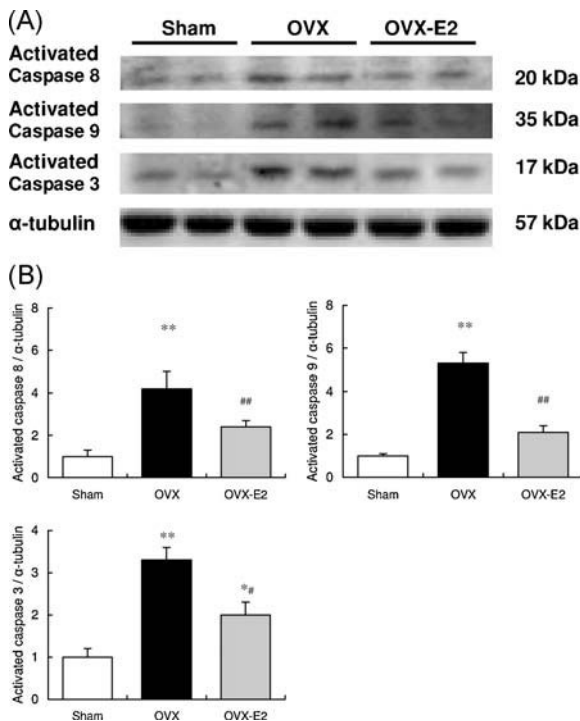 (A)
Sham OVX OVX-E2
Activated
Caspase 8
20 kDa
Activated
Caspase 9
35 kDa
Activated
Caspase 3
17 kDa
α-tubulin
57 kDa
(B)
Activated caspase 8 / α-tubulin
8
6
4
2
0
**
##
Sham OVX OVX-E2
Activated caspase 9 / α-tubulin
8
6
4
2
0
**
##
Sham OVX OVX-E2
Activated caspase 3 / α-tubulin
4
3
2
1
0
**
*#
Sham OVX OVX-E2